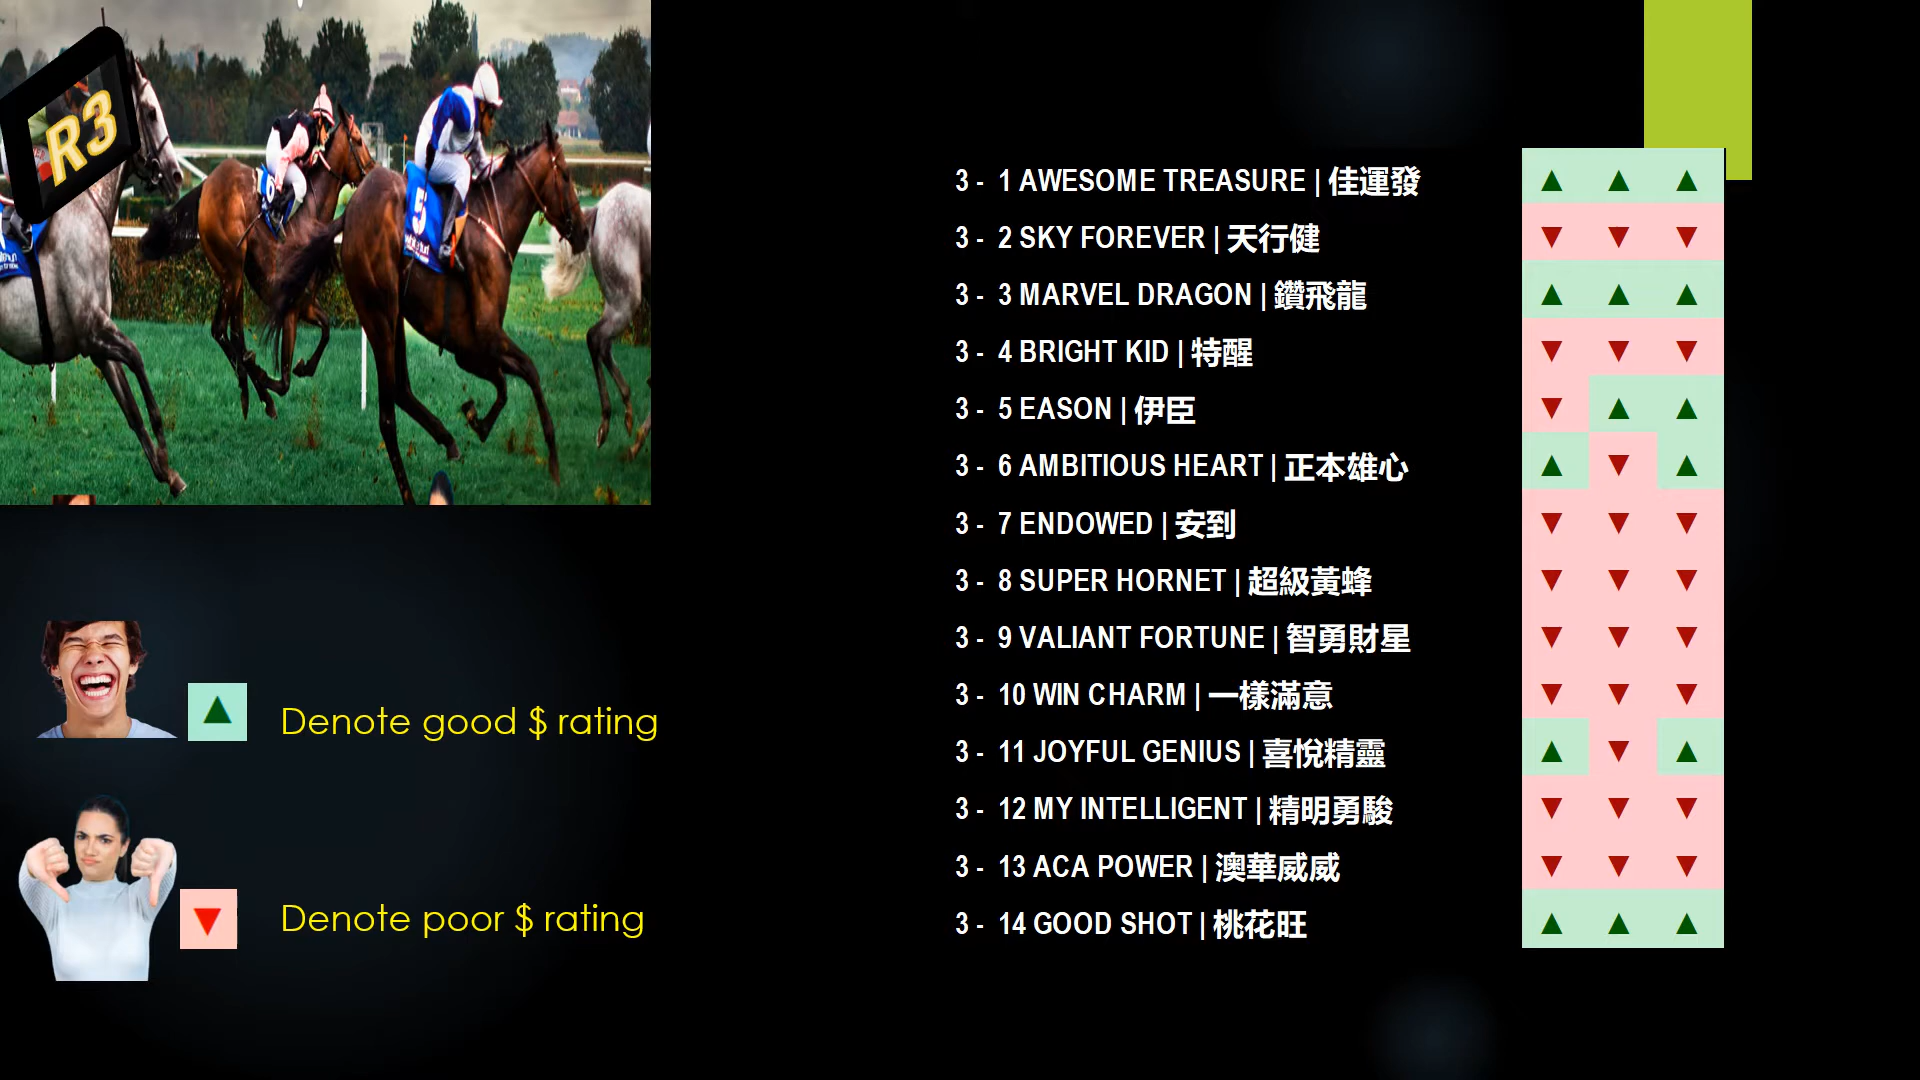 R3
6
5
3 - 1 AWESOME TREASURE | 佳運發 ▲ ▲ ▲
3 - 2 SKY FOREVER | 天行健 ▼ ▼ ▼
3 - 3 MARVEL DRAGON | 鑽飛龍 ▲ ▲ ▲
3 - 4 BRIGHT KID | 特醒 ▼ ▼ ▼
3 - 5 EASON | 伊臣 ▼ ▲ ▲
3 - 6 AMBITIOUS HEART | 正本雄心 ▲ ▼ ▲
3 - 7 ENDOWED | 安到 ▼ ▼ ▼
3 - 8 SUPER HORNET | 超級黃蜂 ▼ ▼ ▼
3 - 9 VALIANT FORTUNE | 智勇財星 ▼ ▼ ▼
3 - 10 WIN CHARM | 一樣滿意 ▼ ▼ ▼
3 - 11 JOYFUL GENIUS | 喜悅精靈 ▲ ▼ ▲
3 - 12 MY INTELLIGENT | 精明勇駿 ▼ ▼ ▼
3 - 13 ACA POWER | 澳華威威 ▼ ▼ ▼
3 - 14 GOOD SHOT | 桃花旺 ▲ ▲ ▲
▲ Denote good $ rating
▼ Denote poor $ rating